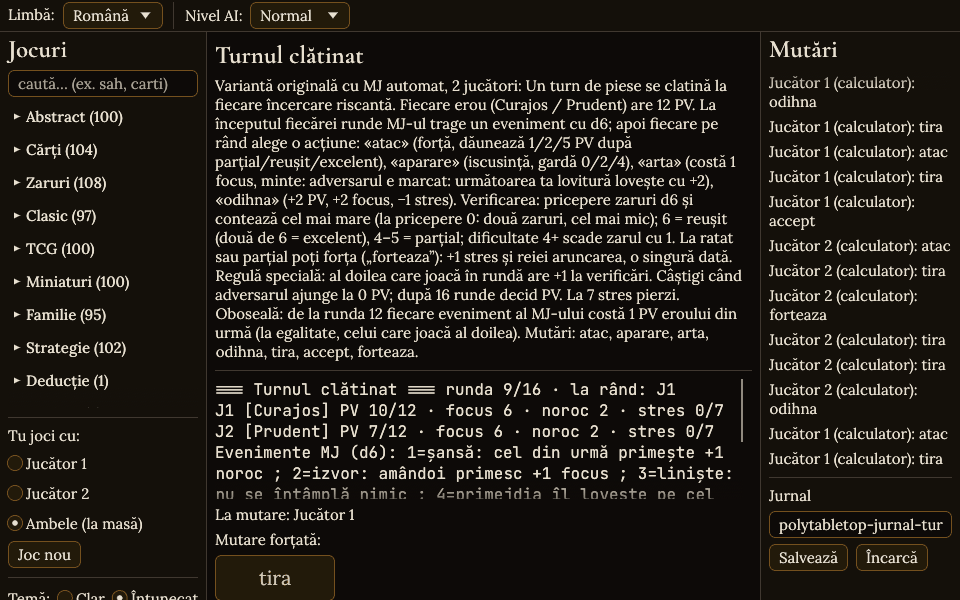 Limbă: Română ▼ Nivel AI: Normal ▼
Jocuri
caută... (ex. sah, carti)
▸ Abstract (100)
▸ Cărți (104)
▸ Zaruri (108)
▸ Clasic (97)
▸ TCG (100)
▸ Miniaturi (100)
▸ Familie (95)
▸ Strategie (102)
▸ Deducție (1)
Tu joci cu:
Jucător 1
Jucător 2
Ambele (la masă)
Joc nou
Temă: Clar Întunecat
Turnul clătinat
Variantă originală cu MJ automat, 2 jucători: Un turn de piese se clatină la
fiecare încercare riscantă. Fiecare erou (Curajos / Prudent) are 12 PV. La
începutul fiecărei runde MJ-ul trage un eveniment cu d6; apoi fiecare pe
rând alege o acțiune: «atac» (forță, dăunează 1/2/5 PV după
parțial/reușit/excelent), «aparare» (iscusință, gardă 0/2/4), «arta» (costă 1
focus, minte: adversarul e marcat: următoarea ta lovitură lovește cu +2),
«odihna» (+2 PV, +2 focus, −1 stres). Verificarea: pricepere zaruri d6 și
contează cel mai mare (la pricepere 0: două zaruri, cel mai mic); 6 = reușit
(două de 6 = excelent), 4–5 = parțial; dificultate 4+ scade zarul cu 1. La ratat
sau parțial poți forța („forteaza”): +1 stres și reiei aruncarea, o singură dată.
Regulă specială: al doilea care joacă în rundă are +1 la verificări. Câștigi când
adversarul ajunge la 0 PV; după 16 runde decid PV. La 7 stres pierzi.
Oboseală: de la runda 12 fiecare eveniment al MJ-ului costă 1 PV eroului din
urmă (la egalitate, celui care joacă al doilea). Mutări: atac, aparare, arta,
odihna, tira, accept, forteaza.
═══ Turnul clătinat ═══ runda 9/16 · la rând: J1
J1 [Curajos] PV 10/12 · focus 6 · noroc 2 · stres 0/7
J2 [Prudent] PV 7/12 · focus 6 · noroc 2 · stres 0/7
Evenimente MJ (d6): 1=șansă: cel din urmă primește +1
noroc ; 2=izvor: amândoi primesc +1 focus ; 3=liniște:
nu se întâmplă nimic ; 4=primejdia îl lovește pe cel
La mutare: Jucător 1
Mutare forțată:
tira
Mutări
Jucător 1 (calculator):
odihna
Jucător 1 (calculator): tira
Jucător 1 (calculator): atac
Jucător 1 (calculator): tira
Jucător 1 (calculator):
accept
Jucător 2 (calculator): atac
Jucător 2 (calculator): tira
Jucător 2 (calculator):
forteaza
Jucător 2 (calculator): tira
Jucător 2 (calculator): tira
Jucător 2 (calculator):
odihna
Jucător 1 (calculator): atac
Jucător 1 (calculator): tira
Jurnal
polytabletop-jurnal-tur
Salvează Încarcă